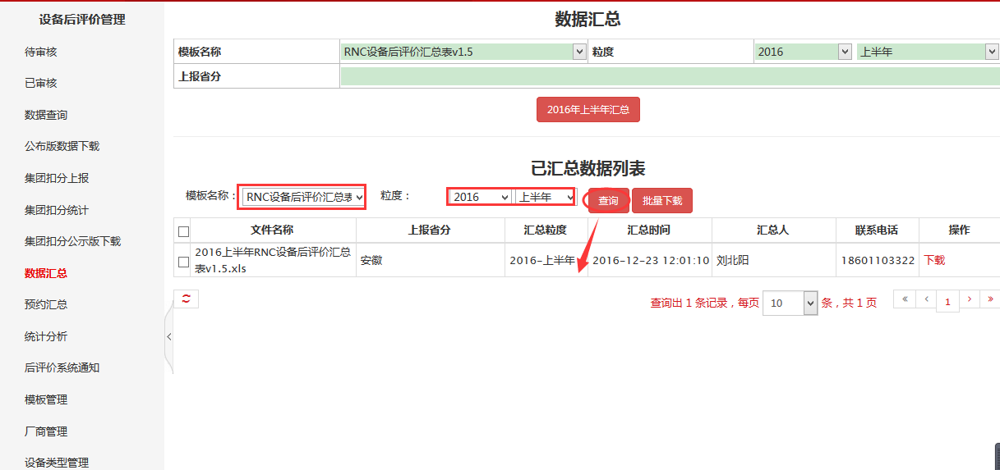 设备后评价管理
待审核
已审核
数据查询
公布版数据下载
集团扣分上报
集团扣分统计
集团扣分公示版下载
数据汇总
预约汇总
统计分析
后评价系统通知
模板管理
厂商管理
设备类型管理
数据汇总
模板名称 RNC设备后评价汇总表v1.5 粒度 2016 上半年
上报省分
2016年上半年汇总
已汇总数据列表
模板名称： RNC设备后评价汇总表 粒度： 2016 上半年 查询 批量下载
文件名称 上报省分 汇总粒度 汇总时间 汇总人 联系电话 操作
2016上半年RNC设备后评价汇总
表v1.5.xls 安徽 2016-上半年 2016-12-23 12:01:10 刘北阳 18601103322 下载
查询出 1 条记录，每页 10 条，共 1 页 « ‹ 1 › »